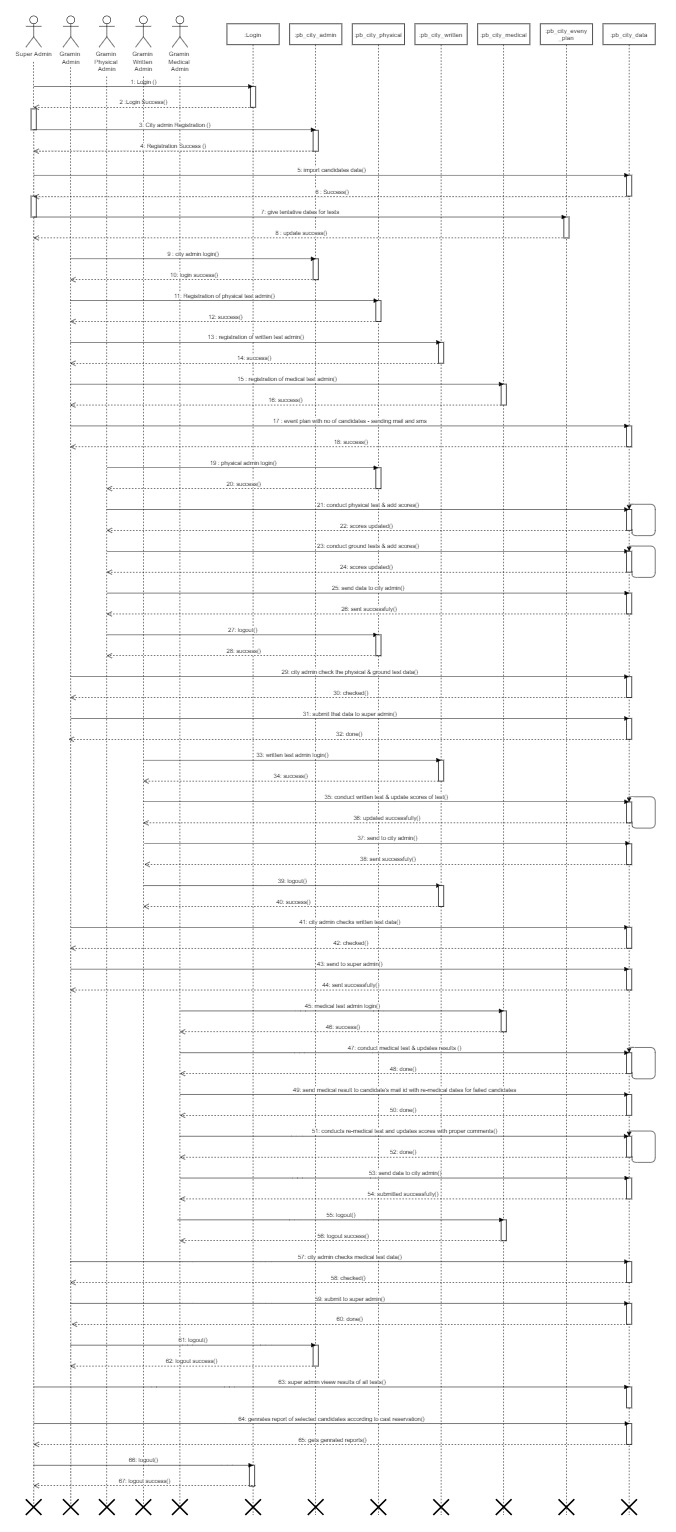 Super Admin
Gramin
Admin
Gramin
Physical
Admin
Gramin
Written
Admin
Gramin
Medical
Admin
:Login
:pb_city_admin
:pb_city_physical
:pb_city_written
:pb_city_medical
:pb_city_eveny
_plan
:pb_city_data
1: Login ()
2 :Login Success()
3. City admin Registration ()
4. Registration Success ()
5: import candidates data()
6 : Success()
7: give tentative dates for tests
8 : update success()
9 : city admin login()
10: login success()
11: Registration of physical test admin()
12: success()
13 : registration of written test admin()
14: success()
15 : registration of medical test admin()
16: success()
17 : event plan with no of candidates - sending mail and sms
18: success()
19 : physical admin login()
20: success()
21: conduct physical test & add scores()
22: scores updated()
23: conduct ground tests & add scores()
24: scores updated()
25: send data to city admin()
26: sent successfuly()
27: logout()
28: success()
29: city admin check the physical & ground test data()
30: checked()
31: submit that data to super admin()
32: done()
33: written test admin login()
34: success()
35: conduct written test & update scores of test()
36: updated successfully()
37: send to city admin()
38: sent successfuly()
39: logout()
40: success()
41: city admin checks written test data()
42: checked()
43: send to super admin()
44: sent successfully()
45: medical test admin login()
46: success()
47: conduct medical test & updates results ()
48: done()
49: send medical result to candidate's mail id with re-medical dates for failed candidates
50: done()
51: conducts re-medical test and updates scores with proper comments()
52: done()
53: send data to city admin()
54: submitted successfully()
55: logout()
56: logout success()
57: city admin checks medical test data()
58: checked()
59: submit to super admin()
60: done()
61: logout()
62: logout success()
63: super admin views results of all tests()
64: genrates report of selected candidates according to cast reservation()
65: gets genrated reports()
66: logout()
67: logout success()